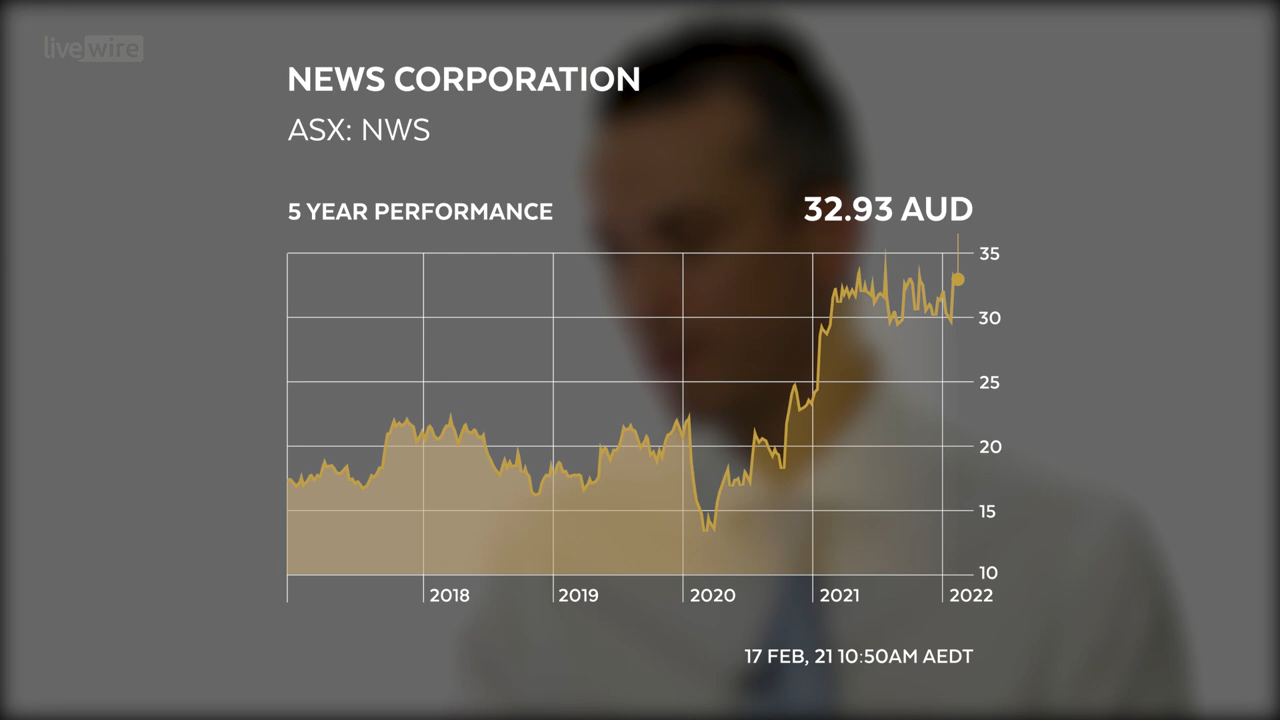 livewire
NEWS CORPORATION
ASX: NWS
5 YEAR PERFORMANCE
32.93 AUD
35
30
25
20
15
10
2018 2019 2020 2021 2022
17 FEB, 21 10:50AM AEDT